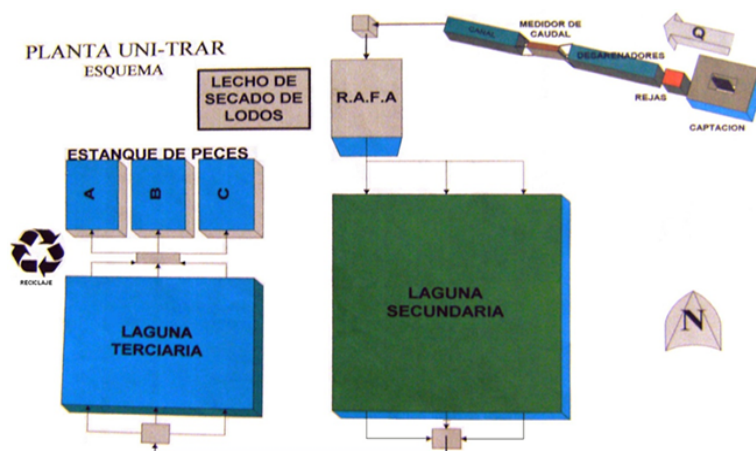 PLANTA UNI-TRAR
ESQUEMA
LECHO DE
SECADO DE
LODOS
R.A.F.A
CANAL
MEDIDOR DE
CAUDAL
DECARENADORES
Q
REJAS
CAPTACION
ESTANQUE DE PECES
A
B
C
RECICLAJE
LAGUNA
TERCIARIA
LAGUNA
SECUNDARIA
N